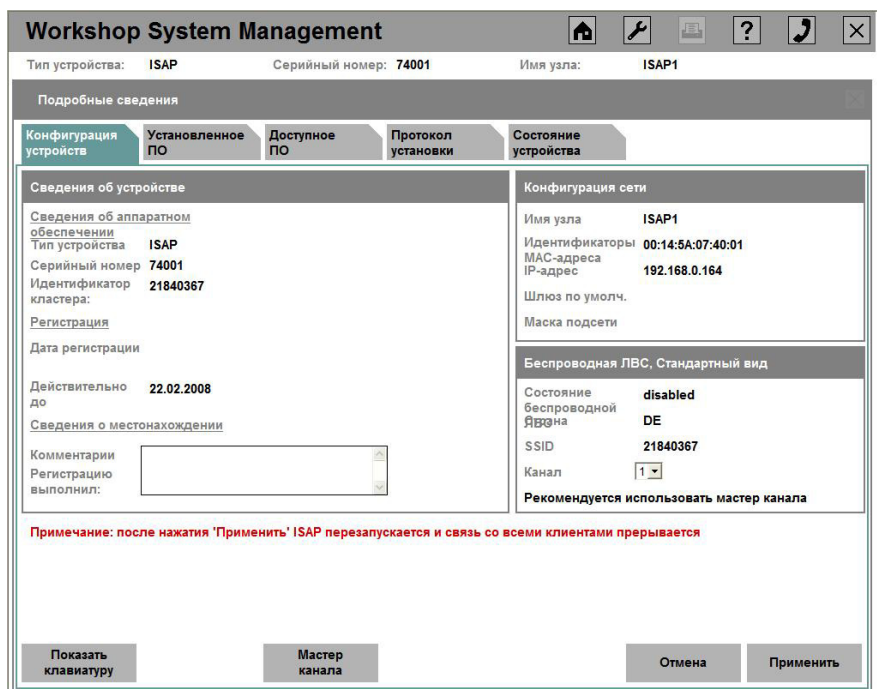 Workshop System Management
?
Тип устройства: ISAP Серийный номер: 74001 Имя узла: ISAP1
Подробные сведения
Конфигурация устройств
Установленное ПО
Доступное ПО
Протокол установки
Состояние устройства
Сведения об устройстве
Сведения об аппаратном
обеспечении
Тип устройства ISAP
Серийный номер 74001
Идентификатор 21840367
кластера:
Регистрация
Дата регистрации
Действительно 22.02.2008
до
Сведения о местонахождении
Комментарии
Регистрацию
выполнил:
Конфигурация сети
Имя узла ISAP1
Идентификаторы 00:14:5A:07:40:01
MAC-адреса
IP-адрес 192.168.0.164
Шлюз по умолч.
Маска подсети
Беспроводная ЛВС, Стандартный вид
Состояние disabled
беспроводной
ЛВС
Страна DE
SSID 21840367
Канал 1
Рекомендуется использовать мастер канала
Примечание: после нажатия 'Применить' ISAP перезапускается и связь со всеми клиентами прерывается
Показать
клавиатуру
Мастер
канала
Отмена
Применить